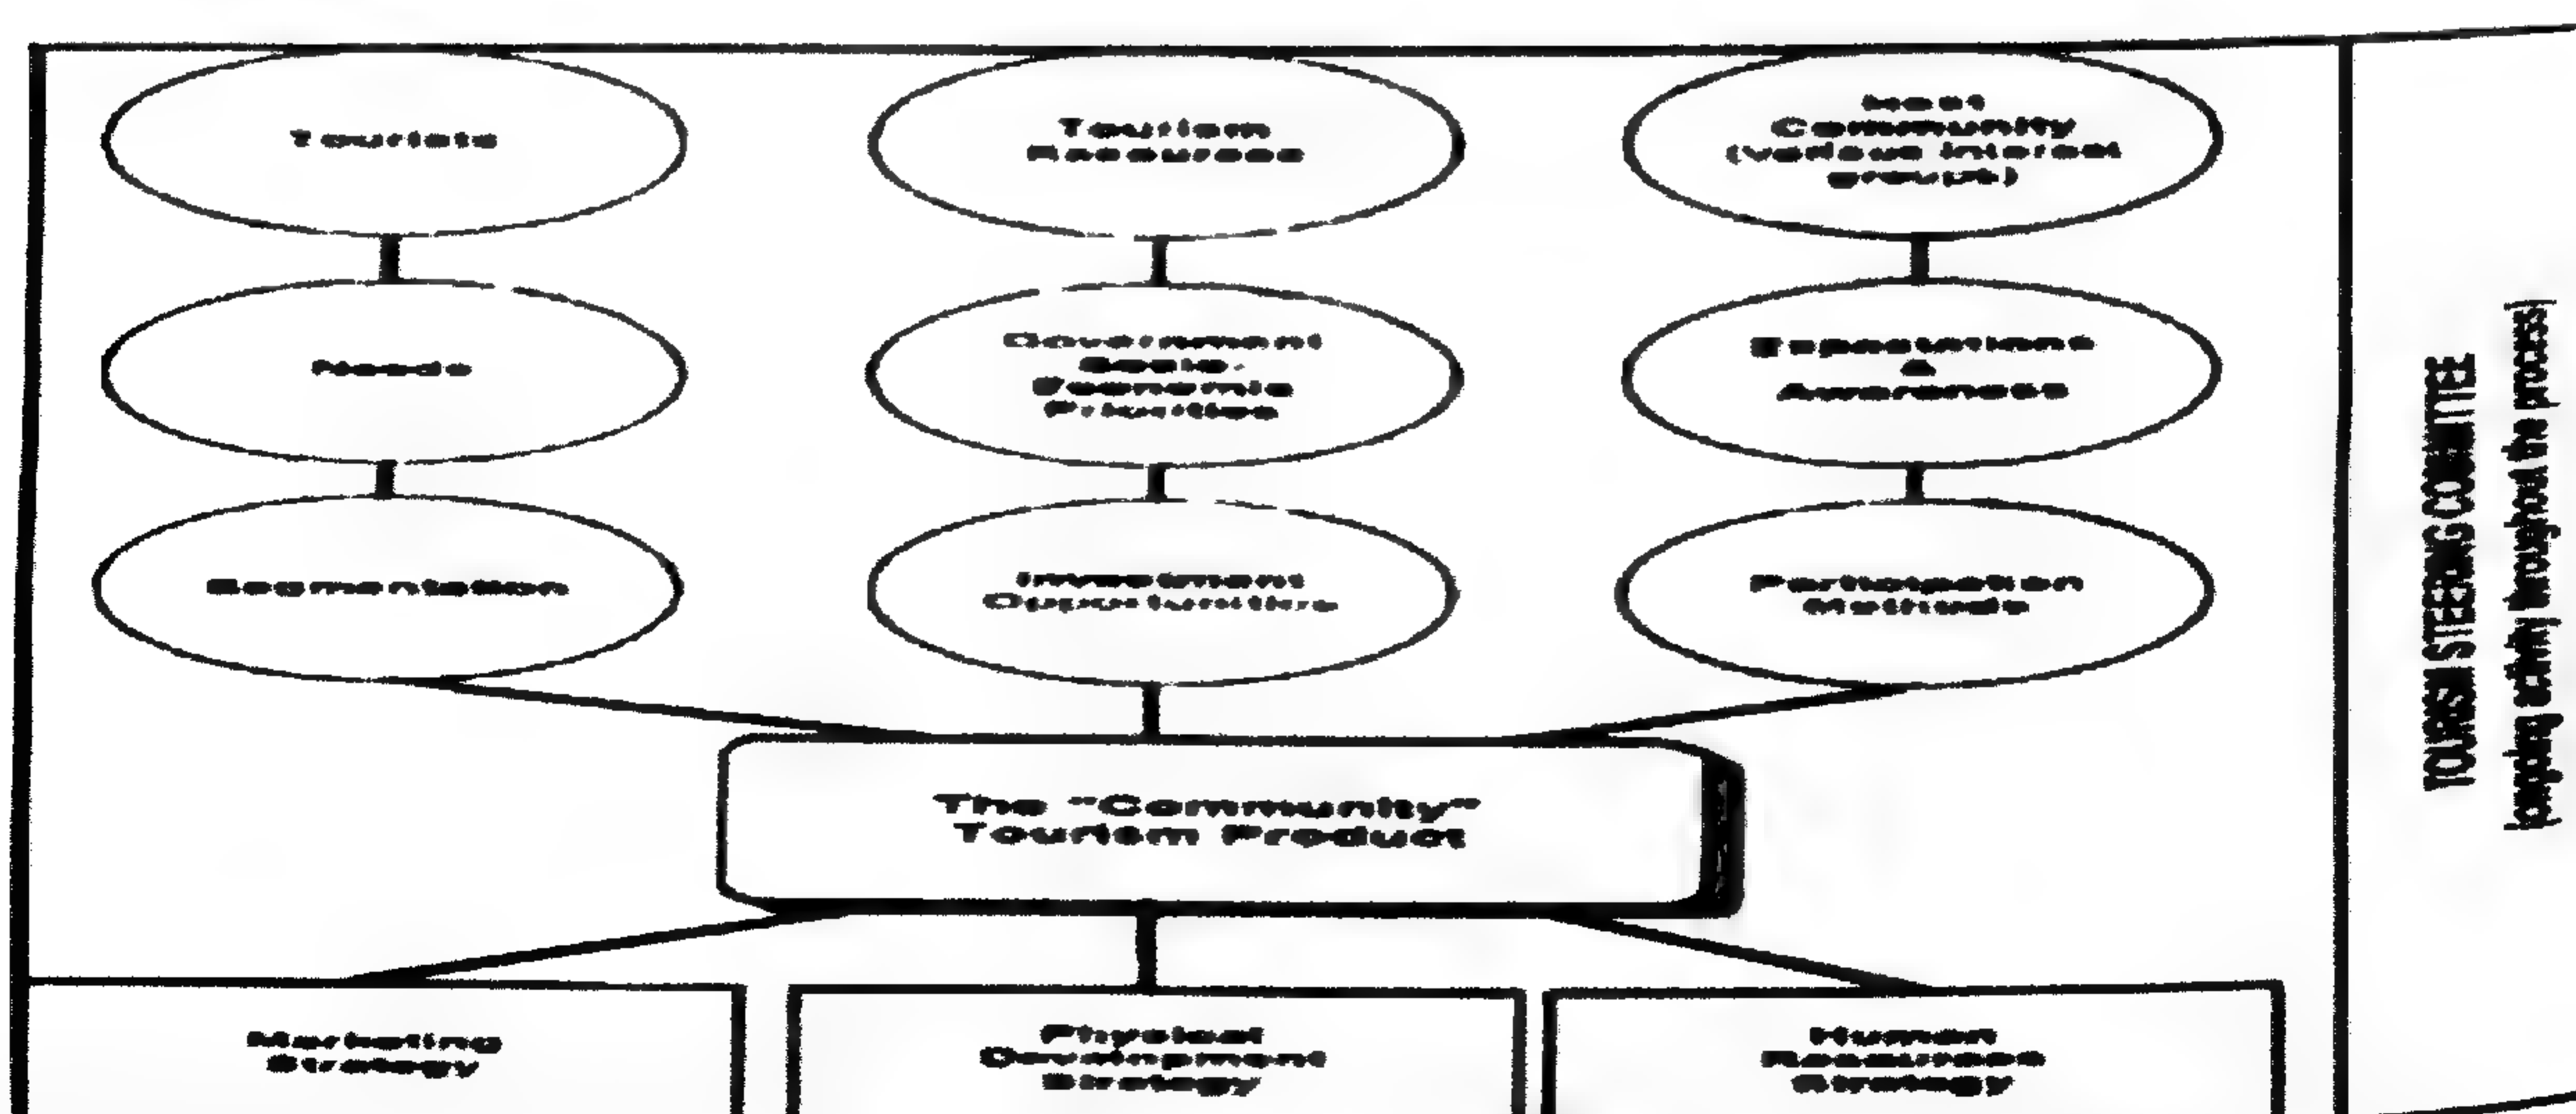 Tourists
Tourism
Resources
Host
Community
(various interest
groups)
Needs
Government
Socio-
Economic
Priorities
Expectations
&
Awareness
Segmentation
Investment
Opportunities
Participation
Methods
The "Community"
Tourism Product
Marketing
Strategy
Physical
Development
Strategy
Human
Resources
Strategy
TOURISM STEERING COMMITTEE
(ongoing activity throughout the process)